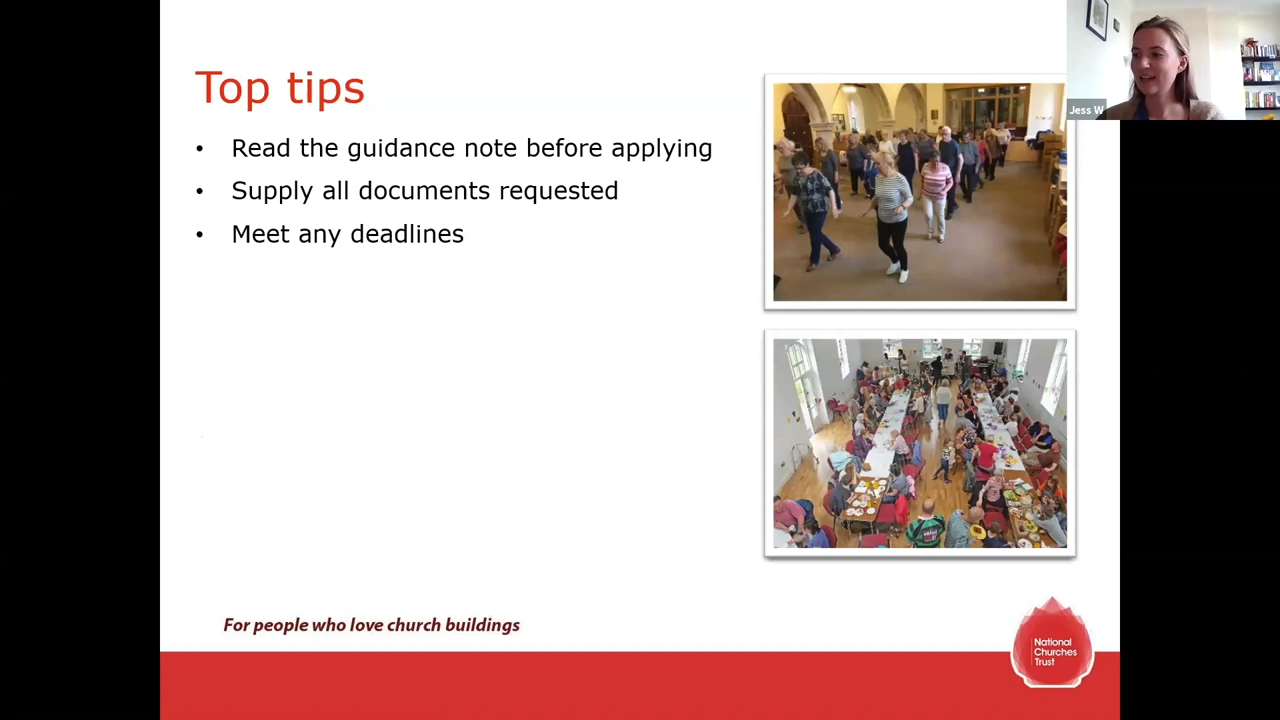 Top tips
• Read the guidance note before applying
• Supply all documents requested
• Meet any deadlines
Jess W
For people who love church buildings
National
Churches
Trust